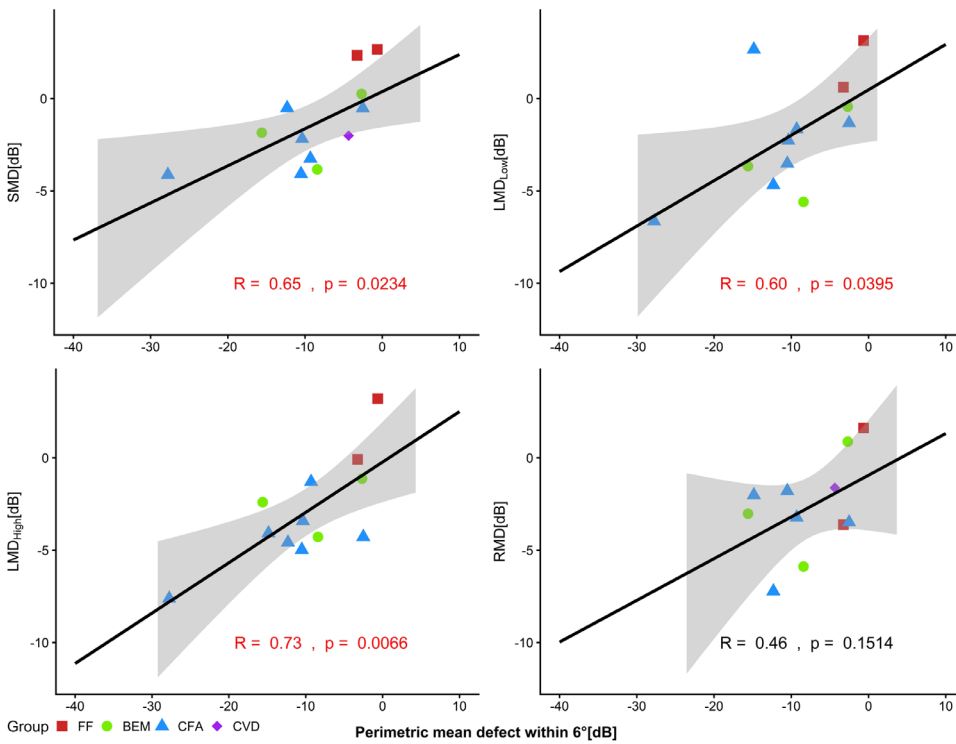 0
-5
-10
SMD[dB]
R = 0.65 , p = 0.0234
-40 -30 -20 -10 0 10
0
-5
-10
LMD_Low[dB]
R = 0.60 , p = 0.0395
-40 -30 -20 -10 0 10
0
-5
-10
LMD_High[dB]
R = 0.73 , p = 0.0066
-40 -30 -20 -10 0 10
0
-5
-10
RMD[dB]
R = 0.46 , p = 0.1514
-40 -30 -20 -10 0 10
Group FF BEM CFA CVD
Perimetric mean defect within 6°[dB]